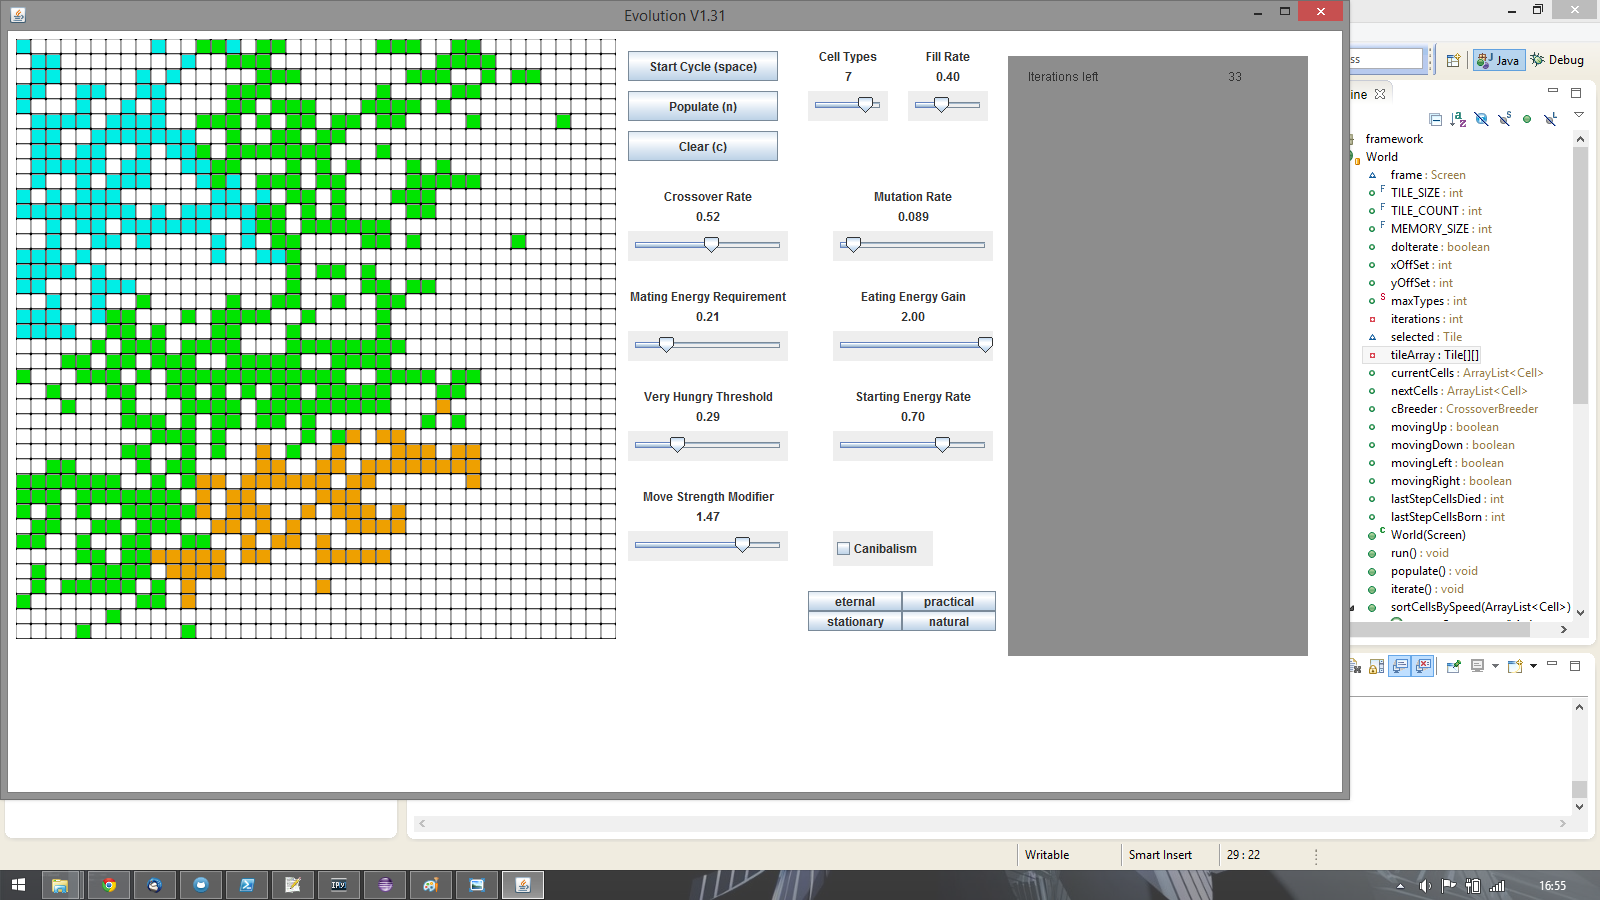 Evolution V1.31
Start Cycle (space)
Populate (n)
Clear (c)
Cell Types
7
Fill Rate
0.40
Crossover Rate
0.52
Mutation Rate
0.089
Mating Energy Requirement
0.21
Eating Energy Gain
2.00
Very Hungry Threshold
0.29
Starting Energy Rate
0.70
Move Strength Modifier
1.47
Canibalism
eternal
practical
stationary
natural
Iterations left 33
ss
Java
Debug
ine
framework
World
frame : Screen
F TILE_SIZE : int
F TILE_COUNT : int
F MEMORY_SIZE : int
doIterate : boolean
xOffSet : int
yOffSet : int
S maxTypes : int
iterations : int
selected : Tile
tileArray : Tile[][]
currentCells : ArrayList<Cell>
nextCells : ArrayList<Cell>
cBreeder : CrossoverBreeder
movingUp : boolean
movingDown : boolean
movingLeft : boolean
movingRight : boolean
lastStepCellsDied : int
lastStepCellsBorn : int
C World(Screen)
run() : void
populate() : void
iterate() : void
sortCellsBySpeed(ArrayList<Cell>)
Writable
Smart Insert
29 : 22
IPy
16:55